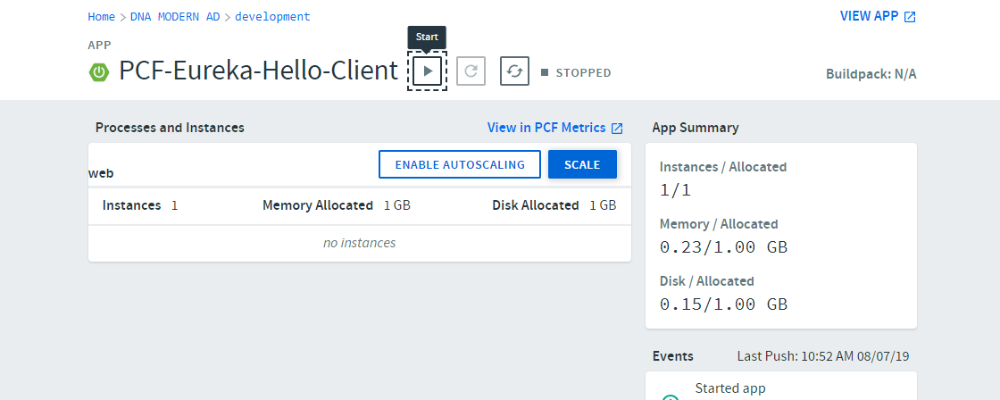 Home > DNA MODERN AD > development
VIEW APP
APP
Start
PCF-Eureka-Hello-Client
STOPPED
Buildpack: N/A
Processes and Instances
View in PCF Metrics
App Summary
web
ENABLE AUTOSCALING
SCALE
Instances 1
Memory Allocated 1 GB
Disk Allocated 1 GB
no instances
Instances / Allocated
1/1
Memory / Allocated
0.23/1.00 GB
Disk / Allocated
0.15/1.00 GB
Events
Last Push: 10:52 AM 08/07/19
Started app